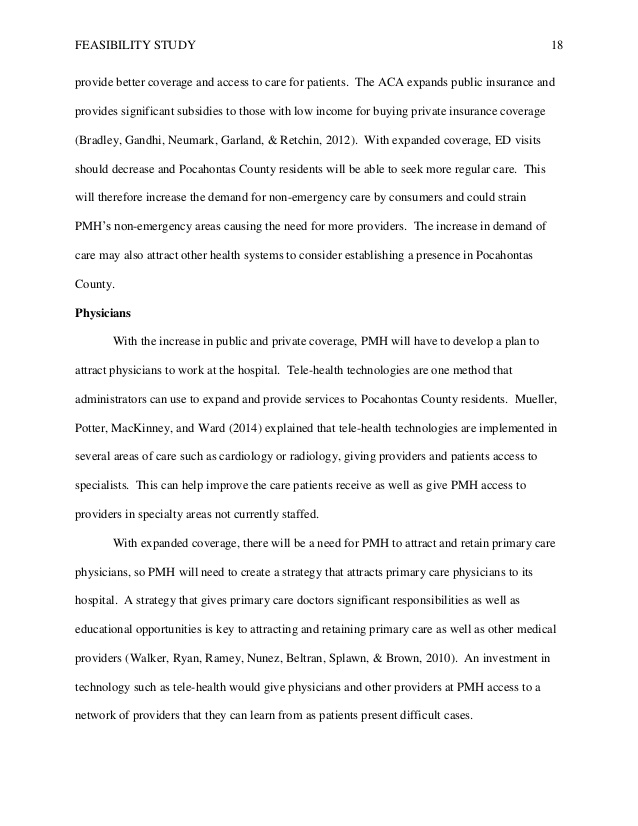 FEASIBILITY STUDY 18
provide better coverage and access to care for patients.  The ACA expands public insurance and
provides significant subsidies to those with low income for buying private insurance coverage
(Bradley, Gandhi, Neumark, Garland, & Retchin, 2012).  With expanded coverage, ED visits
should decrease and Pocahontas County residents will be able to seek more regular care.  This
will therefore increase the demand for non-emergency care by consumers and could strain
PMH’s non-emergency areas causing the need for more providers.  The increase in demand of
care may also attract other health systems to consider establishing a presence in Pocahontas
County.
Physicians
With the increase in public and private coverage, PMH will have to develop a plan to
attract physicians to work at the hospital.  Tele-health technologies are one method that
administrators can use to expand and provide services to Pocahontas County residents.  Mueller,
Potter, MacKinney, and Ward (2014) explained that tele-health technologies are implemented in
several areas of care such as cardiology or radiology, giving providers and patients access to
specialists.  This can help improve the care patients receive as well as give PMH access to
providers in specialty areas not currently staffed.
With expanded coverage, there will be a need for PMH to attract and retain primary care
physicians, so PMH will need to create a strategy that attracts primary care physicians to its
hospital.  A strategy that gives primary care doctors significant responsibilities as well as
educational opportunities is key to attracting and retaining primary care as well as other medical
providers (Walker, Ryan, Ramey, Nunez, Beltran, Splawn, & Brown, 2010).  An investment in
technology such as tele-health would give physicians and other providers at PMH access to a
network of providers that they can learn from as patients present difficult cases.